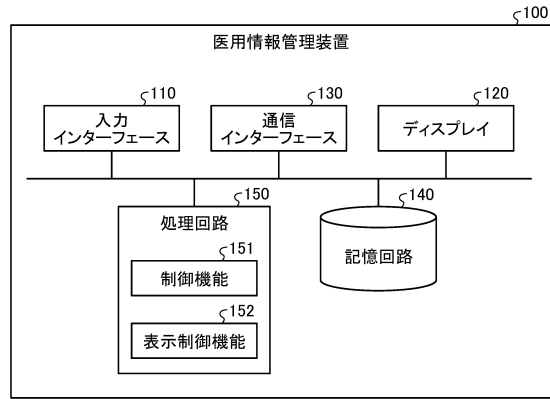 100
医用情報管理装置
110
入力
インターフェース
130
通信
インターフェース
120
ディスプレイ
150
処理回路
151
制御機能
152
表示制御機能
140
記憶回路